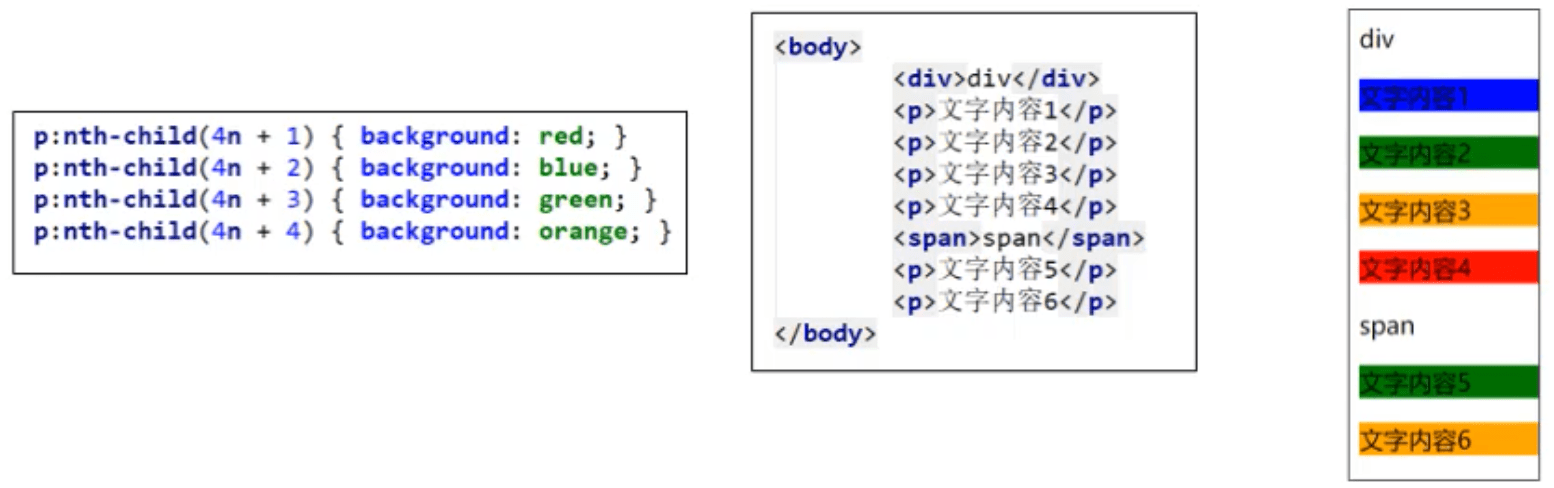 p:nth-child(4n + 1) { background: red; }
p:nth-child(4n + 2) { background: blue; }
p:nth-child(4n + 3) { background: green; }
p:nth-child(4n + 4) { background: orange; }
<body>
<div>div</div>
<p>文字内容1</p>
<p>文字内容2</p>
<p>文字内容3</p>
<p>文字内容4</p>
<span>span</span>
<p>文字内容5</p>
<p>文字内容6</p>
</body>
div
文字内容1
文字内容2
文字内容3
文字内容4
span
文字内容5
文字内容6